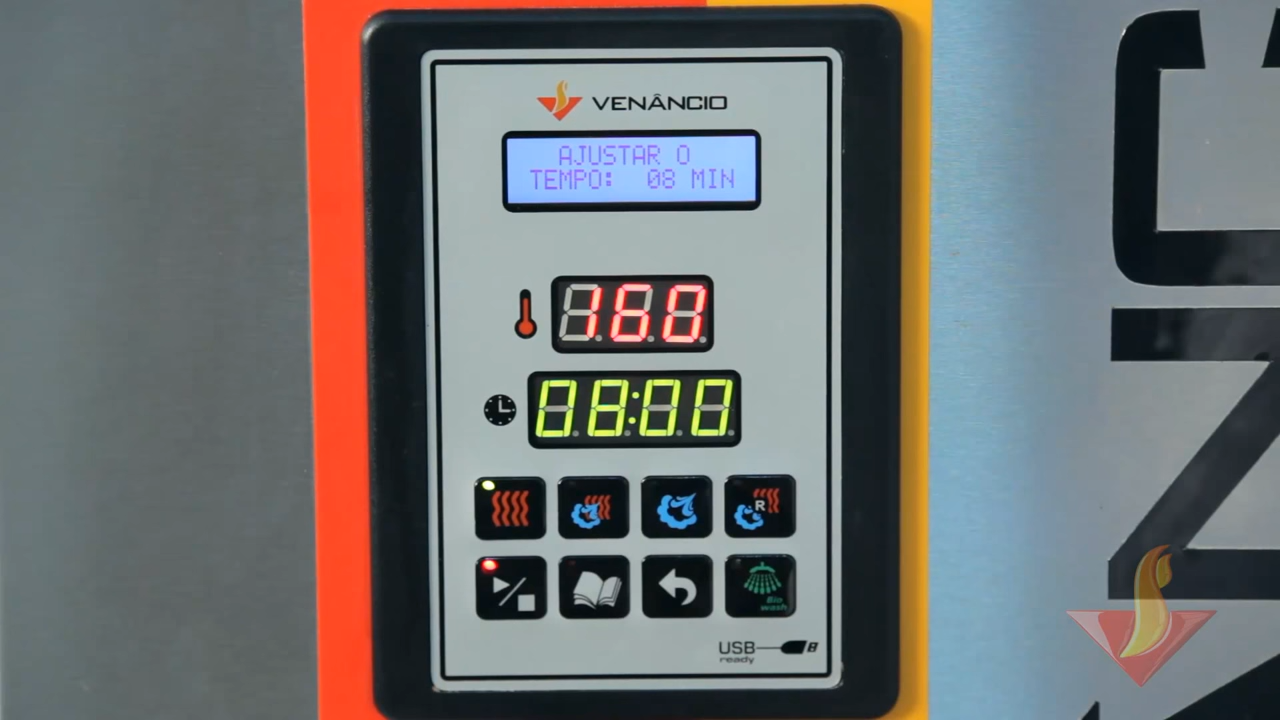 VENÂNCIO
AJUSTAR O
TEMPO: 08 MIN
160
08:00
R
Bio
wash
USB
ready